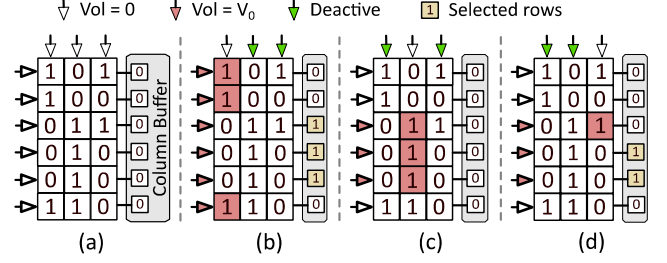 Vol = 0 Vol = V₀ Deactive 1 Selected rows
1 0 1 0 1 0 1 0 1 0 1 0 1 0 1 0
1 0 0 0 1 0 0 0 1 0 0 0 1 0 0 0
0 1 1 0 0 1 1 1 0 1 1 0 0 1 1 0
0 1 0 0 0 1 0 1 0 1 0 0 0 1 0 1
0 1 0 0 0 1 0 1 0 1 0 0 0 1 0 1
1 1 0 0 1 1 0 0 1 1 0 0 1 1 0 0
Column Buffer
(a) (b) (c) (d)